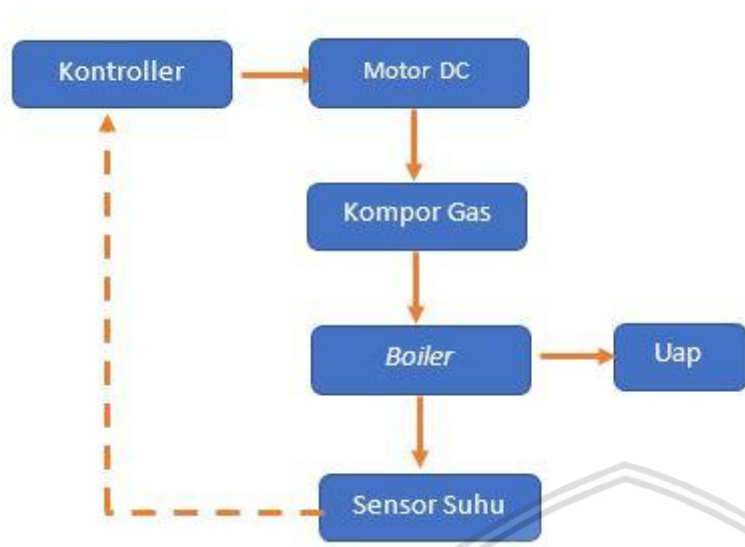 Kontroller
Motor DC
Kompor Gas
Boiler
Uap
Sensor Suhu